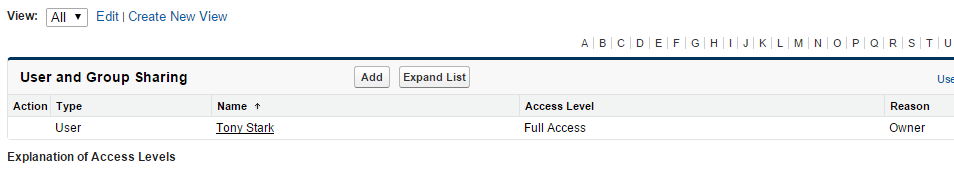 View: All Edit | Create New View
A | B | C | D | E | F | G | H | I | J | K | L | M | N | O | P | Q | R | S | T | U
User and Group Sharing Add Expand List
Action Type Name ↑ Access Level Reason
User Tony Stark Full Access Owner
Explanation of Access Levels